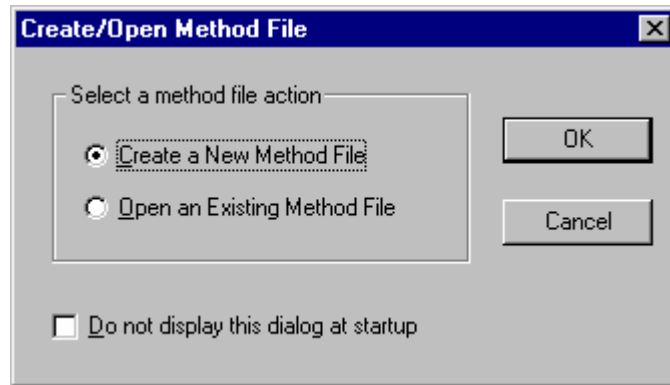 Create/Open Method File
Select a method file action
Create a New Method File
OK
Open an Existing Method File
Cancel
Do not display this dialog at startup